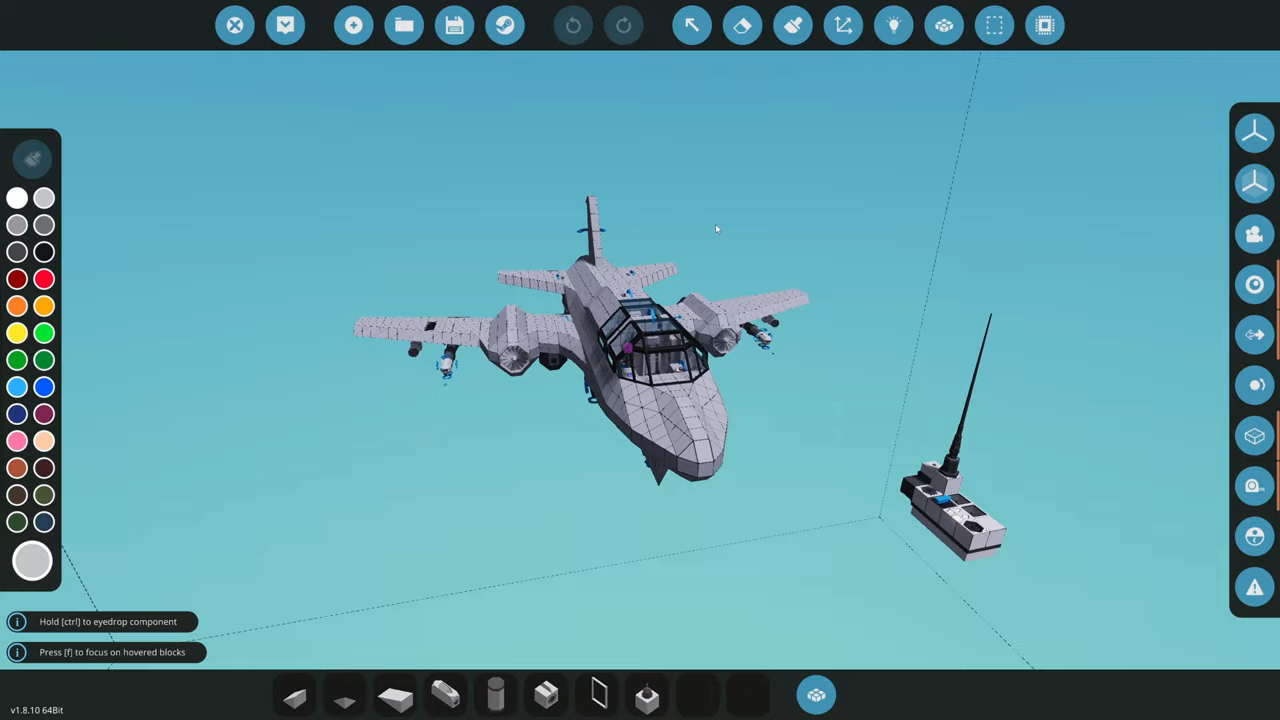 Hold [ctrl] to eyedrop component
Press [f] to focus on hovered blocks
v1.8.10 64Bit